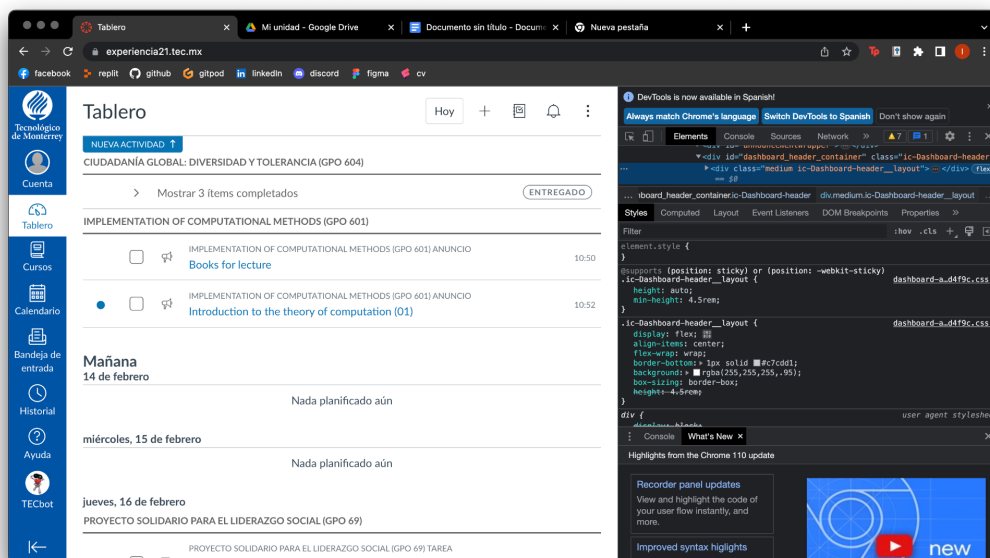 Tablero
Mi unidad - Google Drive
Documento sin título - Docume
Nueva pestaña
experiencia21.tec.mx
facebook
replit
github
gitpod
linkedin
discord
figma
cv
Tecnológico
de Monterrey
Cuenta
Tablero
Cursos
Calendario
Bandeja de
entrada
Historial
Ayuda
TECbot
Tablero
Hoy
NUEVA ACTIVIDAD
CIUDADANÍA GLOBAL: DIVERSIDAD Y TOLERANCIA (GPO 604)
Mostrar 3 ítems completados
ENTREGADO
IMPLEMENTATION OF COMPUTATIONAL METHODS (GPO 601)
IMPLEMENTATION OF COMPUTATIONAL METHODS (GPO 601) ANUNCIO
Books for lecture
10:50
IMPLEMENTATION OF COMPUTATIONAL METHODS (GPO 601) ANUNCIO
Introduction to the theory of computation (01)
10:52
Mañana
14 de febrero
Nada planificado aún
miércoles, 15 de febrero
Nada planificado aún
jueves, 16 de febrero
PROYECTO SOLIDARIO PARA EL LIDERAZGO SOCIAL (GPO 69)
PROYECTO SOLIDARIO PARA EL LIDERAZGO SOCIAL (GPO 69) TAREA
DevTools is now available in Spanish!
Always match Chrome's language
Switch DevTools to Spanish
Don't show again
Elements
Console
Sources
Network
7
1
<div id="dashboard_header_container" class="ic-Dashboard-header
<div class="medium ic-Dashboard-header__layout"> … </div> flex
== $0
… iboard_header_container.ic-Dashboard-header
div.medium.ic-Dashboard-header__layout
Styles
Computed
Layout
Event Listeners
DOM Breakpoints
Properties
Filter
:hov .cls
element.style {
}
@supports (position: sticky) or (position: -webkit-sticky)
.ic-Dashboard-header__layout {
dashboard-a…d4f9c.css
height: auto;
min-height: 4.5rem;
}
.ic-Dashboard-header__layout {
dashboard-a…d4f9c.css
display: flex;
align-items: center;
flex-wrap: wrap;
border-bottom: 1px solid #c7cdd1;
background: rgba(255,255,255,.95);
box-sizing: border-box;
height: 4.5rem;
}
div {
user agent styleshe
display: block;
Console
What's New
Highlights from the Chrome 110 update
Recorder panel updates
View and highlight the code of
your user flow instantly, and
more.
Improved syntax higlights
new